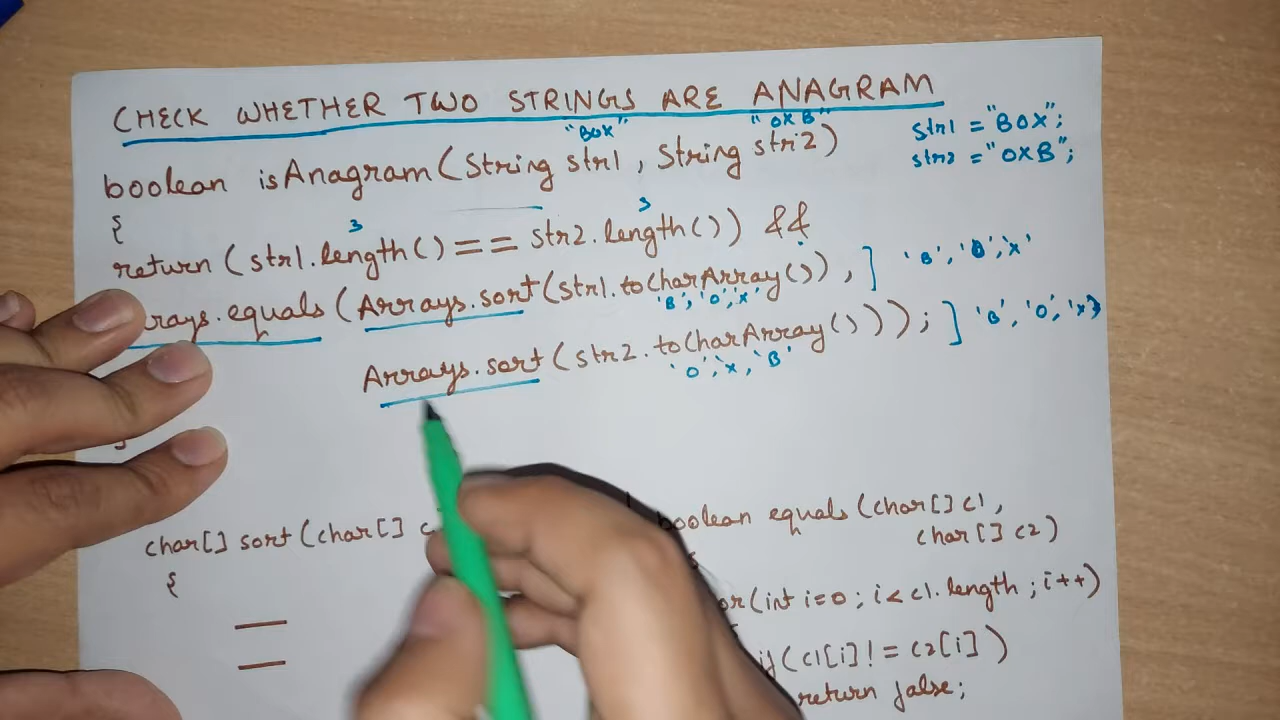 CHECK WHETHER TWO STRINGS ARE ANAGRAM
"BOX" "OXB"
str1 = "BOX";
str2 = "OXB";
boolean isAnagram(String str1, String str2)
{
3 3
return (str1.length() == str2.length()) &&
rays.equals (Arrays.sort(str1.toCharArray()), ] 'B','O','X'
'B','O','X'
Arrays.sort(str2.toCharArray())); ] 'B','O','X'
'O','X','B'
char[] sort(char[] c
{
boolean equals(char[] c1,
char[] c2)
or(int i=0; i< c1.length; i++)
if(c1[i] != c2[i])
return false;